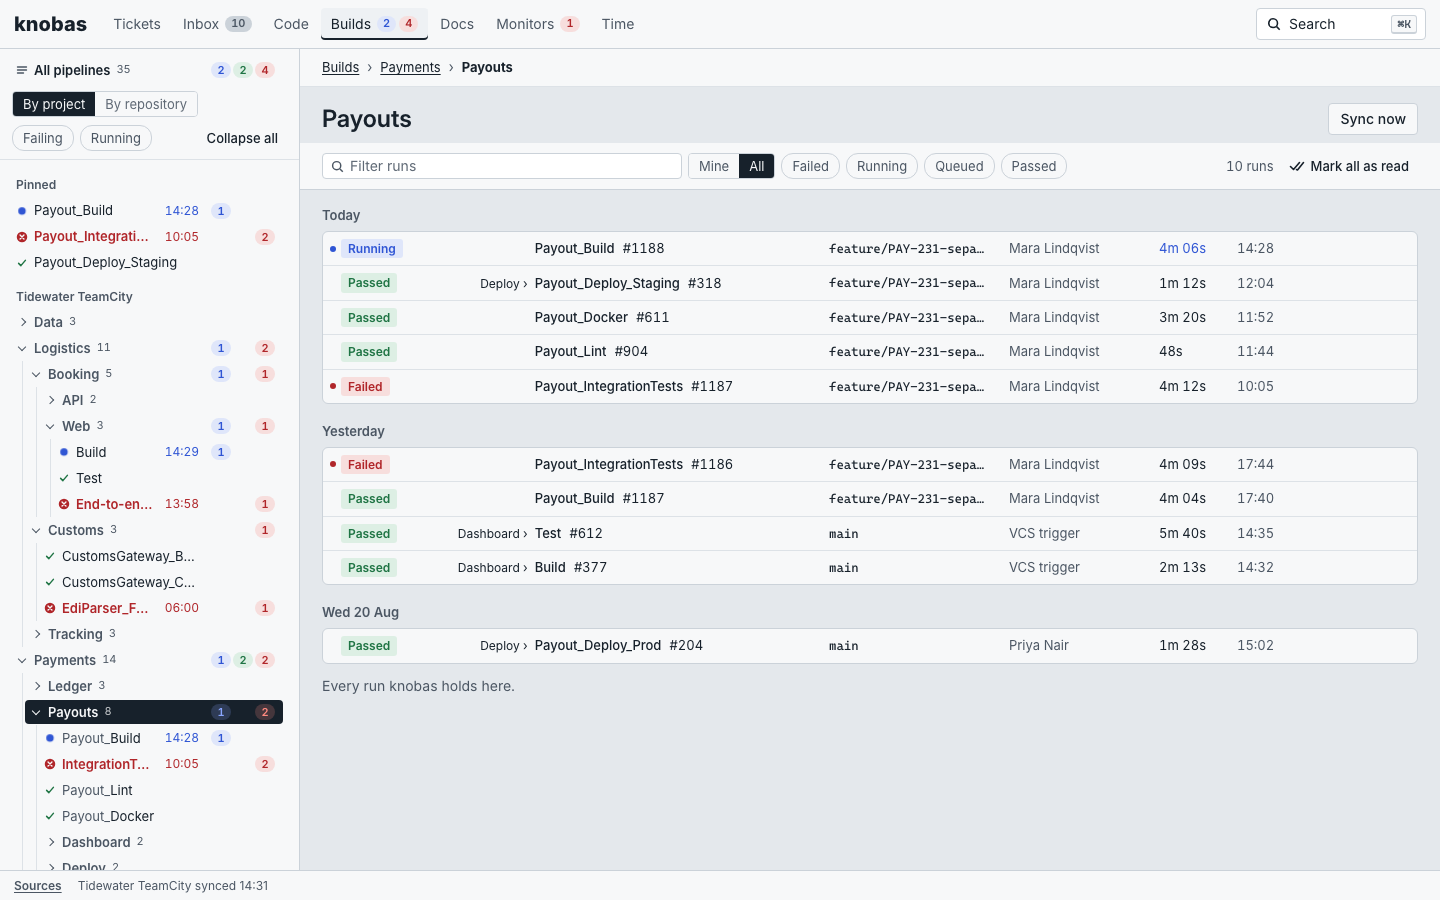 knobas Tickets Inbox 10 Code Builds 2 4 Docs Monitors 1 Time Search ⌘K
All pipelines 35 2 2 4
By project By repository
Failing Running Collapse all
Pinned
Payout_Build 14:28 1
Payout_Integrati... 10:05 2
Payout_Deploy_Staging
Tidewater TeamCity
Data 3
Logistics 11 1 2
Booking 5 1 1
API 2
Web 3 1 1
Build 14:29 1
Test
End-to-en... 13:58 1
Customs 3 1
CustomsGateway_B...
CustomsGateway_C...
EdiParser_F... 06:00 1
Tracking 3
Payments 14 1 2 2
Ledger 3
Payouts 8 1 2
Payout_Build 14:28 1
IntegrationT... 10:05 2
Payout_Lint
Payout_Docker
Dashboard 2
Deploy 2
Builds › Payments › Payouts
Payouts Sync now
Filter runs Mine All Failed Running Queued Passed 10 runs Mark all as read
Today
Running Payout_Build #1188 feature/PAY-231-sepa… Mara Lindqvist 4m 06s 14:28
Passed Deploy › Payout_Deploy_Staging #318 feature/PAY-231-sepa… Mara Lindqvist 1m 12s 12:04
Passed Payout_Docker #611 feature/PAY-231-sepa… Mara Lindqvist 3m 20s 11:52
Passed Payout_Lint #904 feature/PAY-231-sepa… Mara Lindqvist 48s 11:44
Failed Payout_IntegrationTests #1187 feature/PAY-231-sepa… Mara Lindqvist 4m 12s 10:05
Yesterday
Failed Payout_IntegrationTests #1186 feature/PAY-231-sepa… Mara Lindqvist 4m 09s 17:44
Passed Payout_Build #1187 feature/PAY-231-sepa… Mara Lindqvist 4m 04s 17:40
Passed Dashboard › Test #612 main VCS trigger 5m 40s 14:35
Passed Dashboard › Build #377 main VCS trigger 2m 13s 14:32
Wed 20 Aug
Passed Deploy › Payout_Deploy_Prod #204 main Priya Nair 1m 28s 15:02
Every run knobas holds here.
Sources Tidewater TeamCity synced 14:31